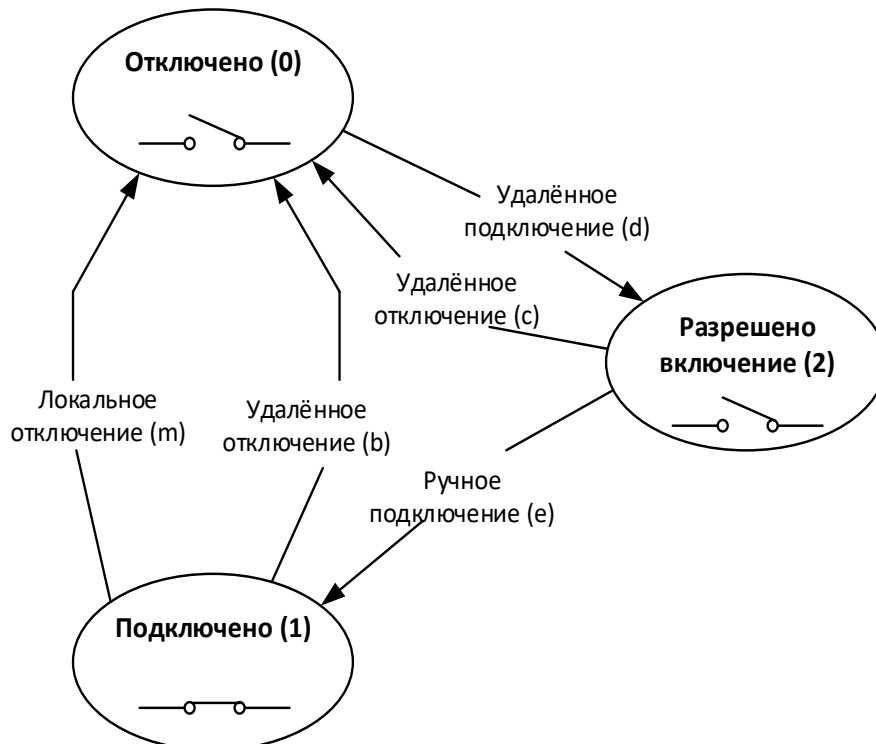 Отключено (0)
Удалённое
подключение (d)
Удалённое
отключение (c)
Разрешено
включение (2)
Локальное
отключение (m)
Удалённое
отключение (b)
Ручное
подключение (e)
Подключено (1)